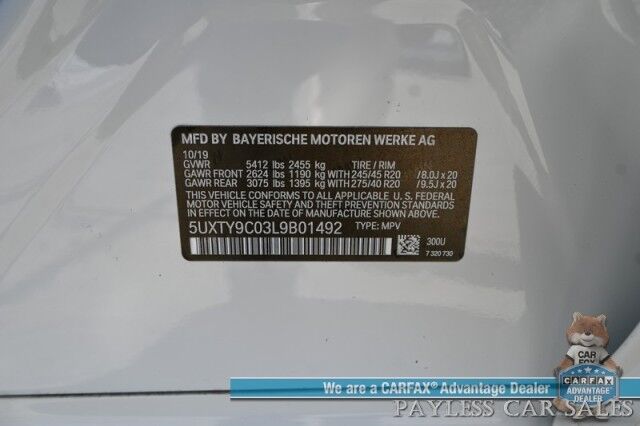 MFD BY BAYERISCHE MOTOREN WERKE AG
10/19
GVWR 5412 lbs 2455 kg TIRE / RIM
GAWR FRONT 2624 lbs 1190 kg WITH 245/45 R20 /8.0J x 20
GAWR REAR 3075 lbs 1395 kg WITH 275/40 R20 /9.5J x 20
THIS VEHICLE CONFORMS TO ALL APPLICABLE U. S. FEDERAL
MOTOR VEHICLE SAFETY, BUMPER, AND THEFT PREVENTION
STANDARDS IN EFFECT ON THE DATE OF MANUFACTURE SHOWN ABOVE.
5UXTY9C03L9B01492 TYPE: MPV
300U
7 320 730
CAR
FOX
We are a CARFAX® Advantage Dealer
CARFAX
ADVANTAGE
DEALER
PAYLESS CAR SALES